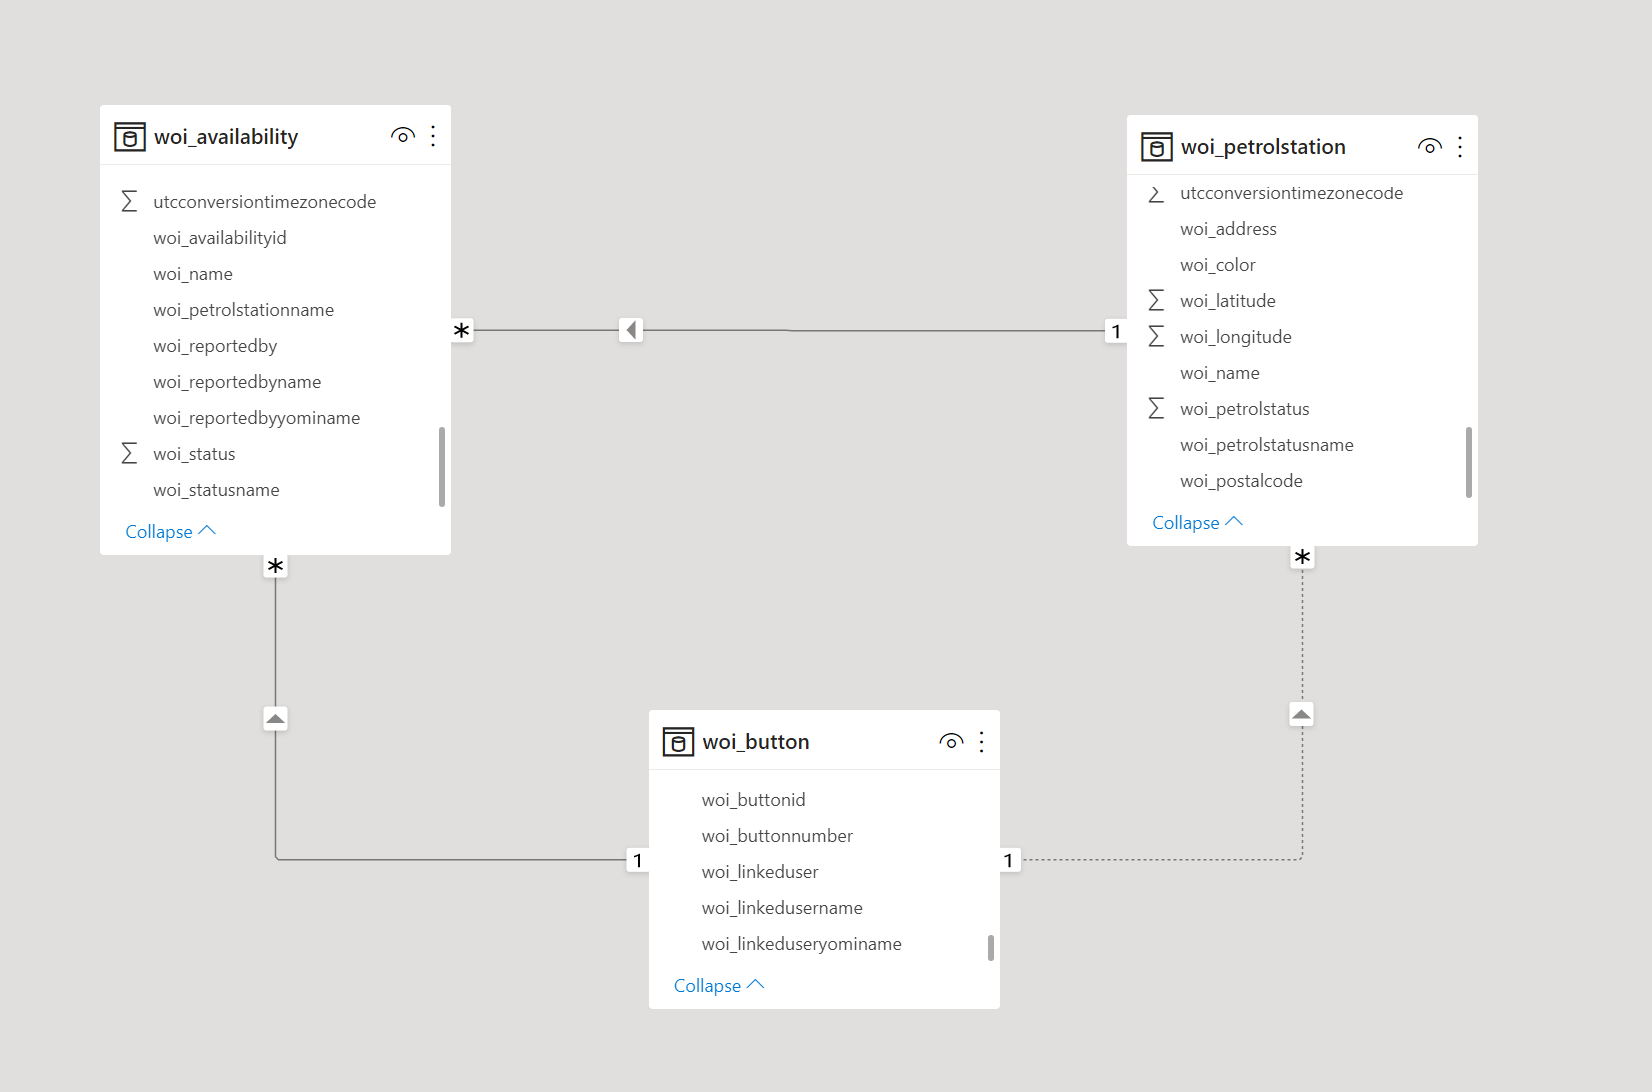 woi_availability
utcconversiontimezonecode
woi_availabilityid
woi_name
woi_petrolstationname
woi_reportedby
woi_reportedbyname
woi_reportedbyyominame
woi_status
woi_statusname
Collapse
woi_petrolstation
utcconversiontimezonecode
woi_address
woi_color
woi_latitude
woi_longitude
woi_name
woi_petrolstatus
woi_petrolstatusname
woi_postalcode
Collapse
* 1
*
*
woi_button
woi_buttonid
woi_buttonnumber
1 1
woi_linkeduser
woi_linkedusername
woi_linkeduseryominame
Collapse